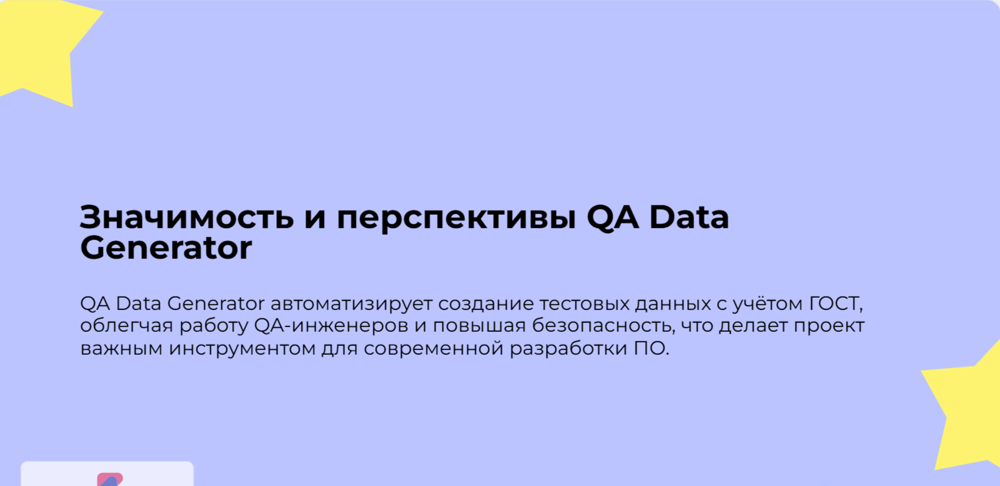 Значимость и перспективы QA Data
Generator
QA Data Generator автоматизирует создание тестовых данных с учётом ГОСТ,
облегчая работу QA-инженеров и повышая безопасность, что делает проект
важным инструментом для современной разработки ПО.